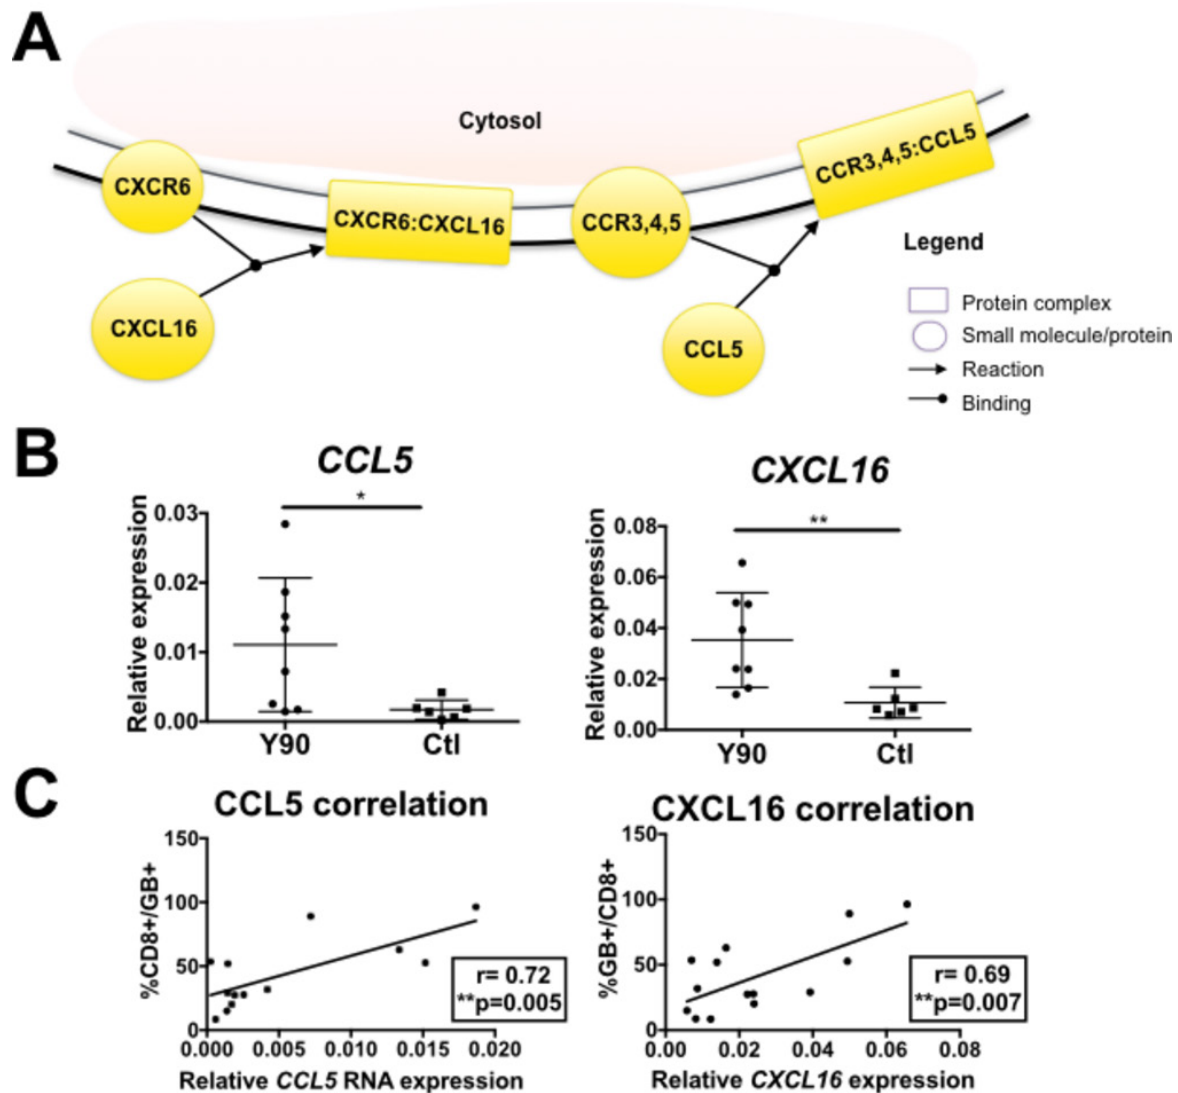 A
Cytosol
CXCR6
CXCR6:CXCL16
CCR3,4,5
CCR3,4,5:CCL5
CXCL16
CCL5
Legend
Protein complex
Small molecule/protein
Reaction
Binding
B
CCL5
*
Relative expression
0.03
0.02
0.01
0.00
Y90
Ctl
CXCL16
**
Relative expression
0.08
0.06
0.04
0.02
0.00
Y90
Ctl
C
CCL5 correlation
%CD8+/GB+
150
100
50
0
r= 0.72
**p=0.005
0.000
0.005
0.010
0.015
0.020
Relative CCL5 RNA expression
CXCL16 correlation
%GB+/CD8+
150
100
50
0
r= 0.69
**p=0.007
0.00
0.02
0.04
0.06
0.08
Relative CXCL16 expression